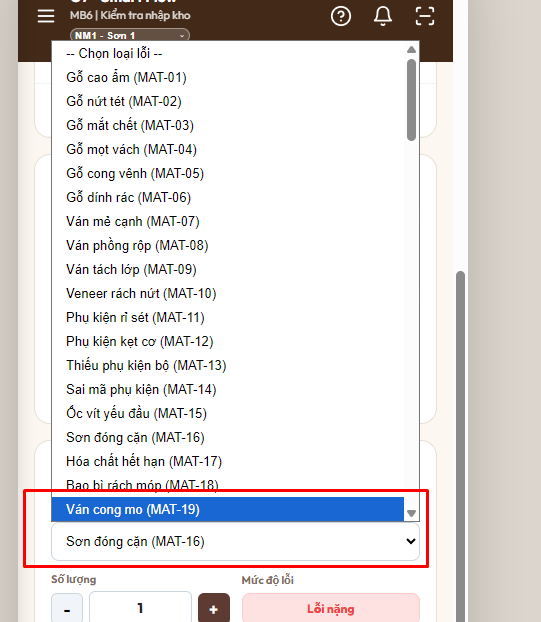 MB6 | Kiểm tra nhập kho
NM1 - Sơn 1
-- Chọn loại lỗi --
Gỗ cao ẩm (MAT-01)
Gỗ nứt tét (MAT-02)
Gỗ mắt chết (MAT-03)
Gỗ mọt vách (MAT-04)
Gỗ cong vênh (MAT-05)
Gỗ dính rác (MAT-06)
Ván mẻ cạnh (MAT-07)
Ván phồng rộp (MAT-08)
Ván tách lớp (MAT-09)
Veneer rách nứt (MAT-10)
Phụ kiện rỉ sét (MAT-11)
Phụ kiện kẹt cơ (MAT-12)
Thiếu phụ kiện bộ (MAT-13)
Sai mã phụ kiện (MAT-14)
Ốc vít yếu đầu (MAT-15)
Sơn đóng cặn (MAT-16)
Hóa chất hết hạn (MAT-17)
Bao bì rách móp (MAT-18)
Ván cong mo (MAT-19)
Sơn đóng cặn (MAT-16)
Số lượng
Mức độ lỗi
- 1 +
Lỗi nặng